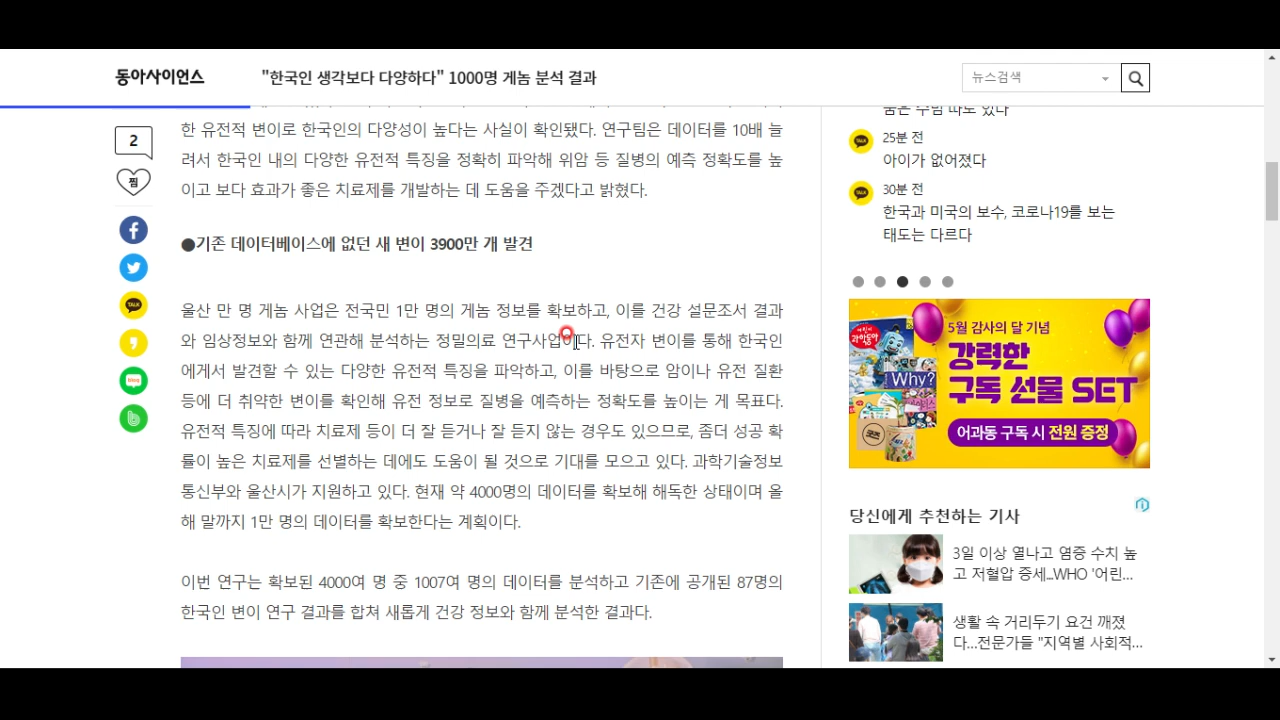 동아사이언스
"한국인 생각보다 다양하다" 1000명 게놈 분석 결과
뉴스검색
2
찜
TALK
blog
한 유전적 변이로 한국인의 다양성이 높다는 사실이 확인됐다. 연구팀은 데이터를 10배 늘
려서 한국인 내의 다양한 유전적 특징을 정확히 파악해 위암 등 질병의 예측 정확도를 높
이고 보다 효과가 좋은 치료제를 개발하는 데 도움을 주겠다고 밝혔다.
●기존 데이터베이스에 없던 새 변이 3900만 개 발견
울산 만 명 게놈 사업은 전국민 1만 명의 게놈 정보를 확보하고, 이를 건강 설문조서 결과
와 임상정보와 함께 연관해 분석하는 정밀의료 연구사업이다. 유전자 변이를 통해 한국인
에게서 발견할 수 있는 다양한 유전적 특징을 파악하고, 이를 바탕으로 암이나 유전 질환
등에 더 취약한 변이를 확인해 유전 정보로 질병을 예측하는 정확도를 높이는 게 목표다.
유전적 특징에 따라 치료제 등이 더 잘 듣거나 잘 듣지 않는 경우도 있으므로, 좀더 성공 확
률이 높은 치료제를 선별하는 데에도 도움이 될 것으로 기대를 모으고 있다. 과학기술정보
통신부와 울산시가 지원하고 있다. 현재 약 4000명의 데이터를 확보해 해독한 상태이며 올
해 말까지 1만 명의 데이터를 확보한다는 계획이다.
이번 연구는 확보된 4000여 명 중 1007여 명의 데이터를 분석하고 기존에 공개된 87명의
한국인 변이 연구 결과를 합쳐 새롭게 건강 정보와 함께 분석한 결과다.
TALK
25분 전
아이가 없어졌다
TALK
30분 전
한국과 미국의 보수, 코로나19를 보는
태도는 다르다
5월 감사의 달 기념
강력한
구독 선물 SET
어과동 구독 시 전원 증정
어린이
과학동아
Why?
당신에게 추천하는 기사
3일 이상 열나고 염증 수치 높
고 저혈압 증세...WHO '어린...
생활 속 거리두기 요건 깨졌
다...전문가들 "지역별 사회적...